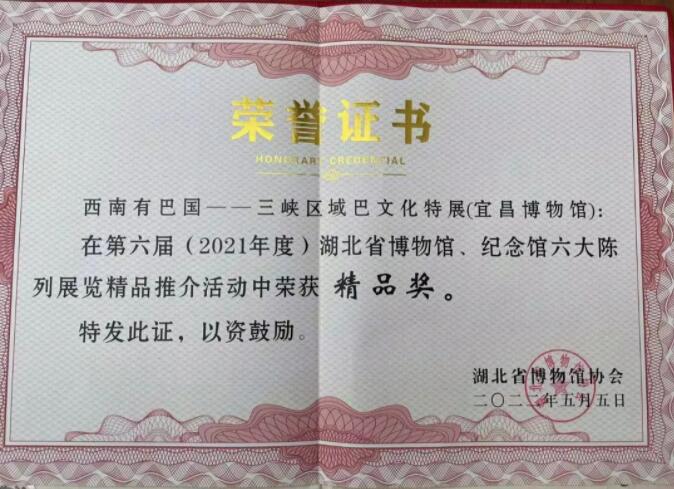 荣誉证书
HONORARY CREDENTIAL
西南有巴国——三峡区域巴文化特展(宜昌博物馆):
在第六届（2021年度）湖北省博物馆、纪念馆六大陈
列展览精品推介活动中荣获 精品奖。
特发此证，以资鼓励。
湖北省博物馆协会
二〇二二年五月五日